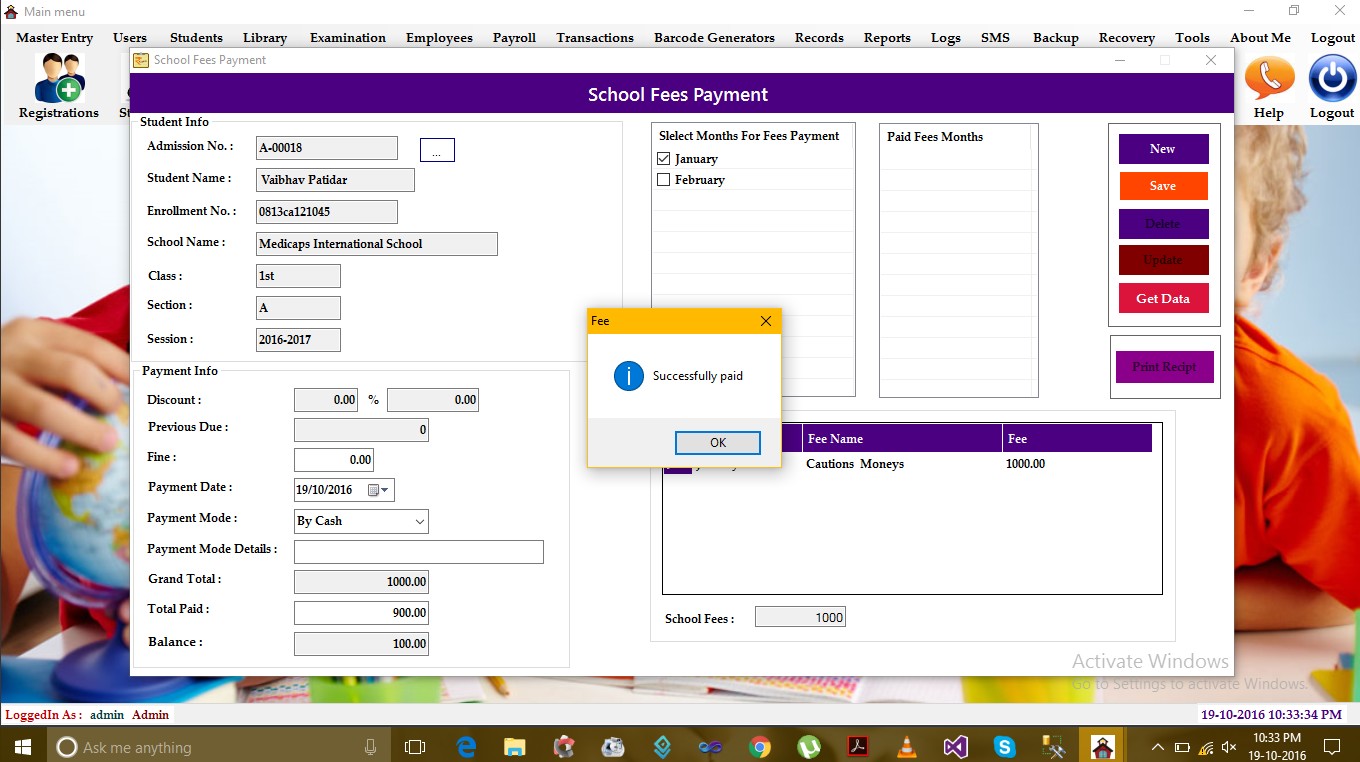 Main menu
Master Entry Users Students Library Examination Employees Payroll Transactions Barcode Generators Records Reports Logs SMS Backup Recovery Tools About Me Logout
Registrations
Help
Logout
School Fees Payment
School Fees Payment
Student Info
Admission No. : A-00018 ...
Student Name : Vaibhav Patidar
Enrollment No. : 0813ca121045
School Name : Medicaps International School
Class : 1st
Section : A
Session : 2016-2017
Slelect Months For Fees Payment
January
February
Paid Fees Months
New
Save
Delete
Update
Get Data
Print Recipt
Fee
Successfully paid
OK
Payment Info
Discount : 0.00 % 0.00
Previous Due : 0
Fine : 0.00
Payment Date : 19/10/2016
Payment Mode : By Cash
Payment Mode Details :
Grand Total : 1000.00
Total Paid : 900.00
Balance : 100.00
Fee Name Fee
Cautions Moneys 1000.00
School Fees : 1000
Activate Windows
Go to Settings to activate Windows.
LoggedIn As : admin Admin
19-10-2016 10:33:34 PM
Ask me anything
10:33 PM
19-10-2016